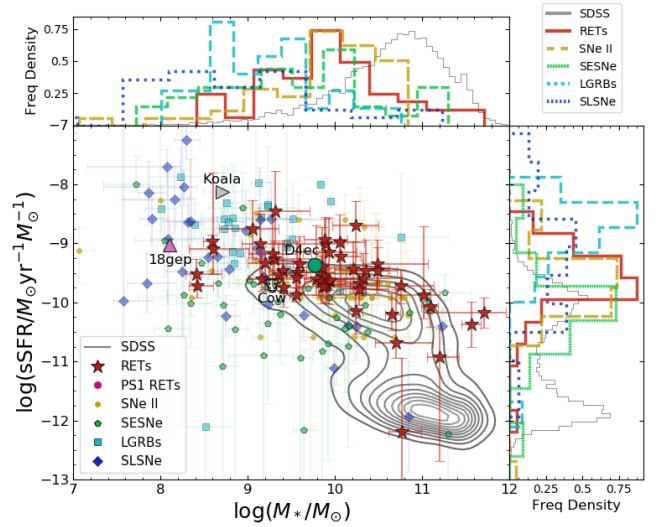 0.75
0.50
0.25
Freq Density
SDSS
RETs
SNe II
SESNe
LGRBs
SLSNe
−7
−8
−9
−10
−11
−12
−13
log(sSFR/M⊙yr⁻¹M⊙⁻¹)
Koala
18gep
D4ec
Cow
SDSS
RETs
PS1 RETs
SNe II
SESNe
LGRBs
SLSNe
7 8 9 10 11 12
log(M*/M⊙)
0.25 0.50 0.75
Freq Density